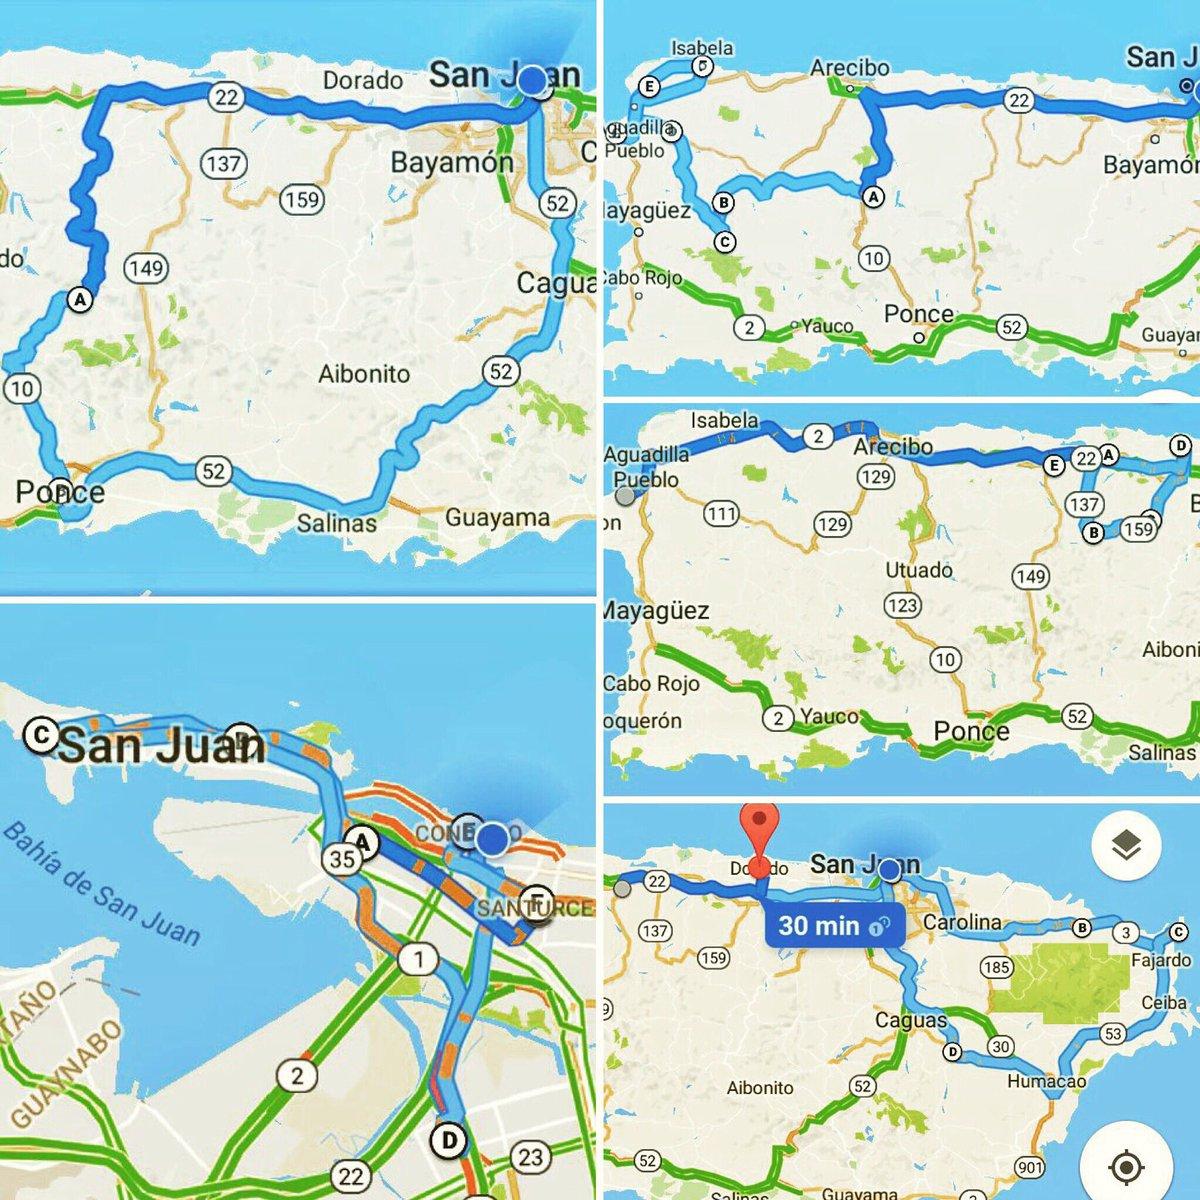 Dorado
San Juan
22
137
Bayamón
159
52
149
do
Cagua
A
10
Aibonito
52
52
Ponce
Salinas
Guayama
Isabela
San J
E
Arecibo
22
Aguadilla
Pueblo
Bayamón
B
A
Mayagüez
C
10
Cabo Rojo
2
Yauco
Ponce
52
Guayam
Isabela
2
Arecibo
D
Aguadilla
Pueblo
E
22
A
129
137
on
111
129
B
159
B
Utuado
149
Mayagüez
123
Aiboni
10
Cabo Rojo
oquerón
2
Yauco
52
Ponce
Salinas
C
San Juan
A
35
E
CON
F
SANTURCE
Bahía de San Juan
1
TAÑO
GUAYNABO
2
D
22
23
Dorado
San Juan
22
30 min
Carolina
B
3
C
137
159
185
Fajardo
Ceiba
Caguas
D
30
53
Humacao
Aibonito
52
52
901
Salinas
Guayama